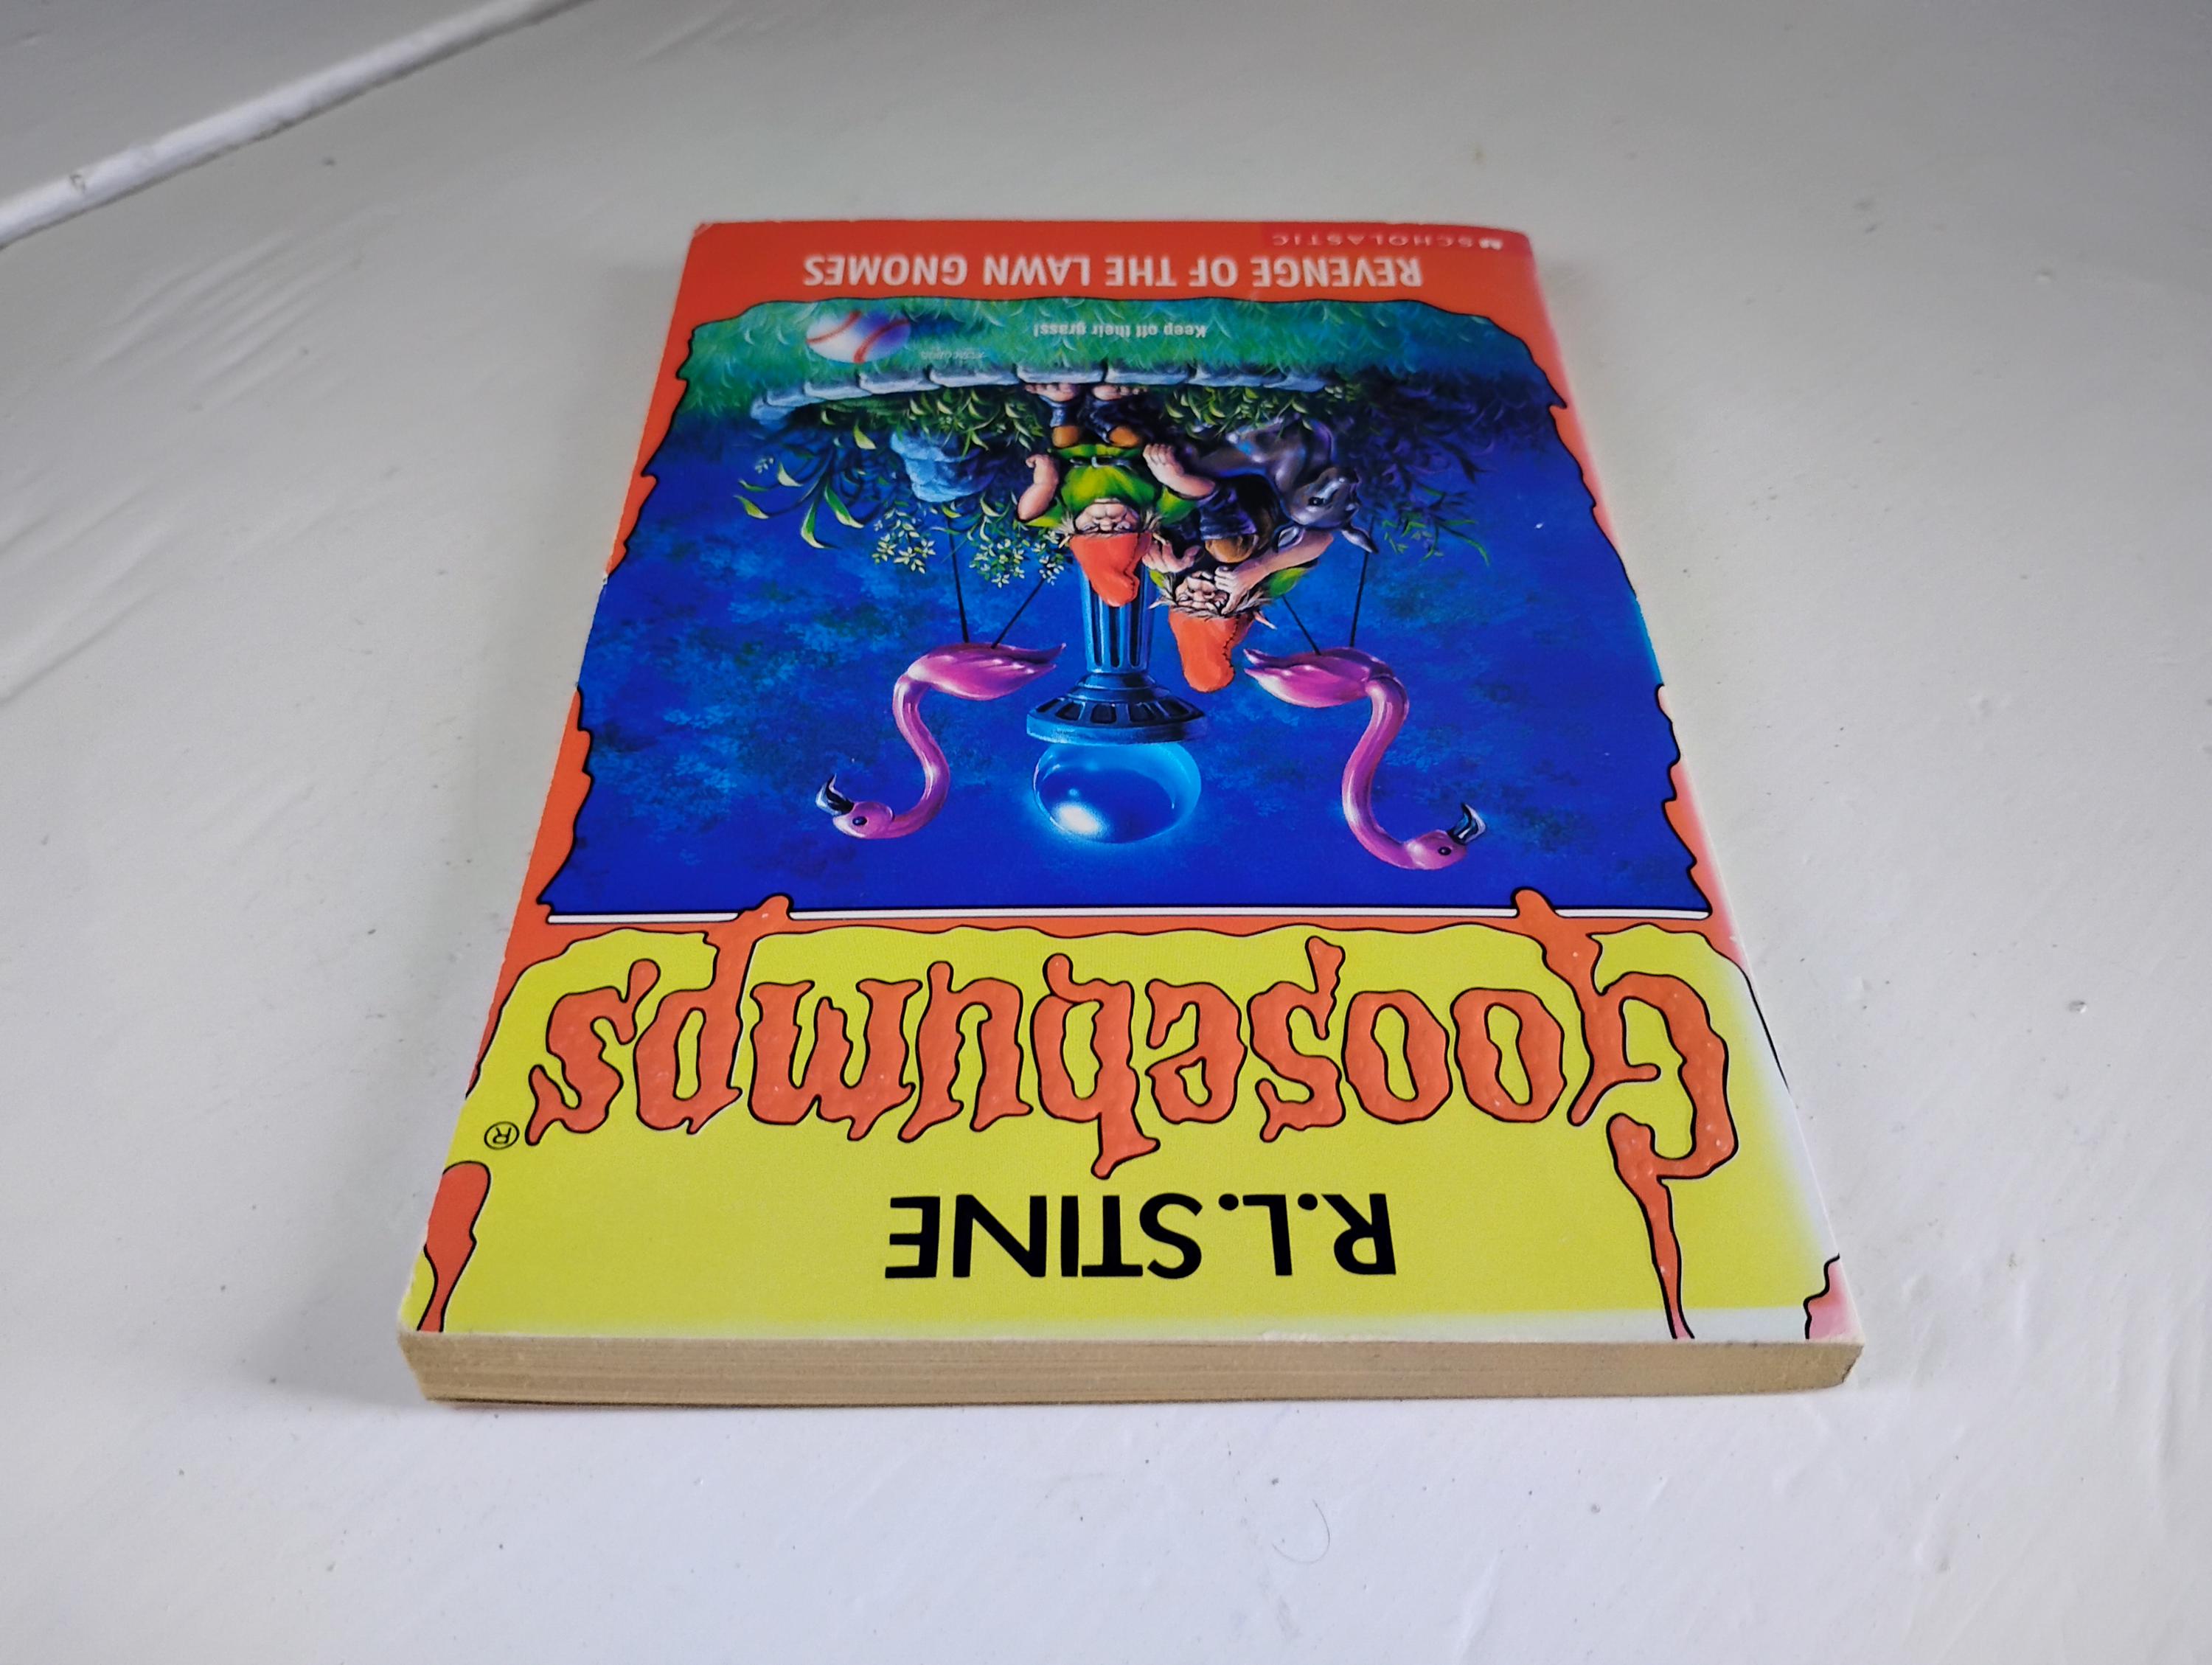 R.L. STINE
Goosebumps®
Keep off their grass!
REVENGE OF THE LAWN GNOMES
SCHOLASTIC